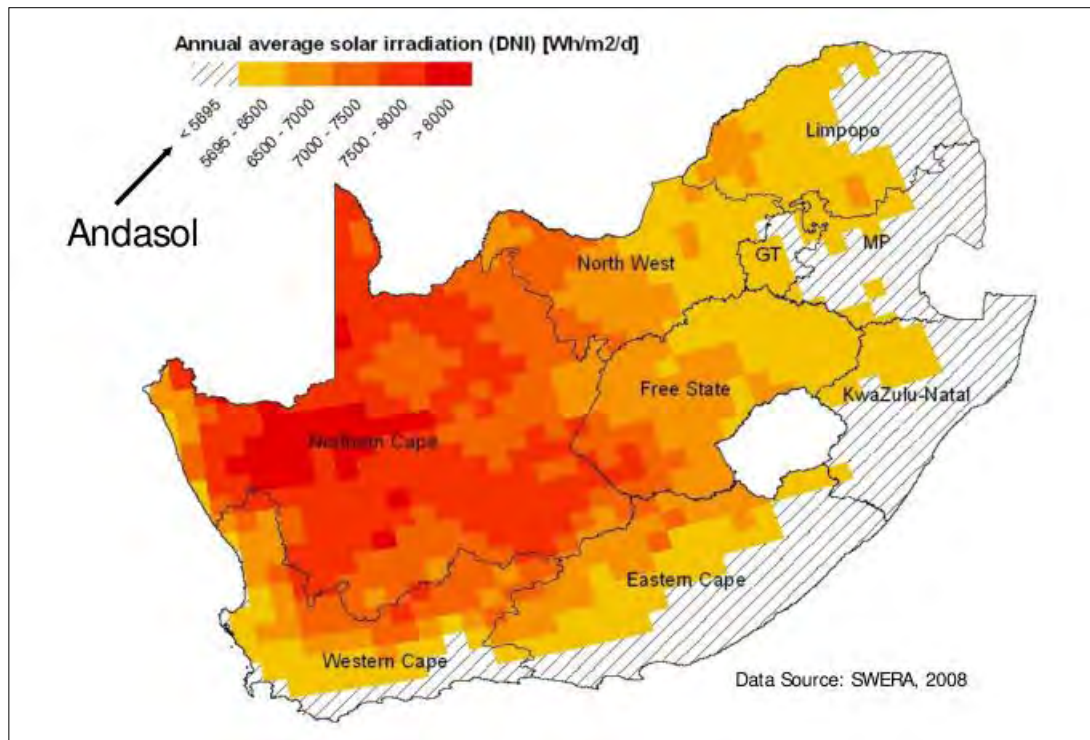 Annual average solar irradiation (DNI) [Wh/m2/d]
< 5695
5695 - 6500
6500 - 7000
7000 - 7500
7500 - 8000
> 8000
Andasol
Limpopo
North West
GT
MP
Free State
KwaZulu-Natal
Northern Cape
Eastern Cape
Western Cape
Data Source: SWERA, 2008